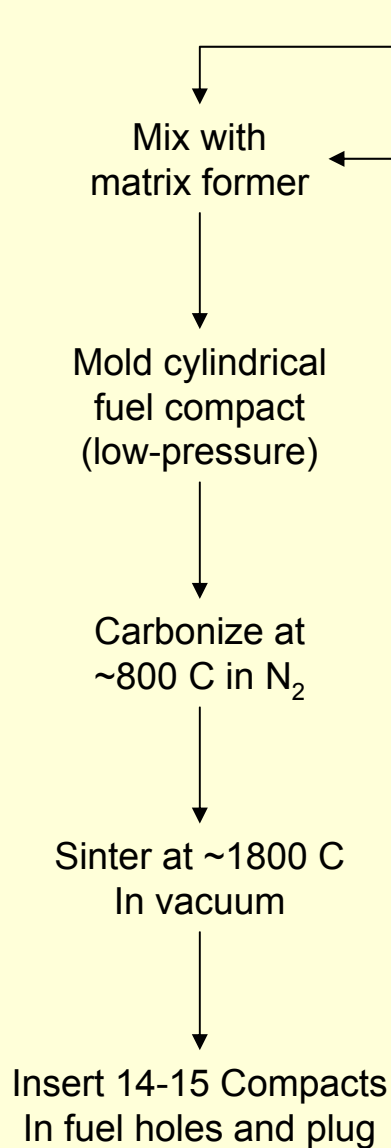 Mix with
matrix former
Mold cylindrical
fuel compact
(low-pressure)
Carbonize at
~800 C in N₂
Sinter at ~1800 C
In vacuum
Insert 14-15 Compacts
In fuel holes and plug